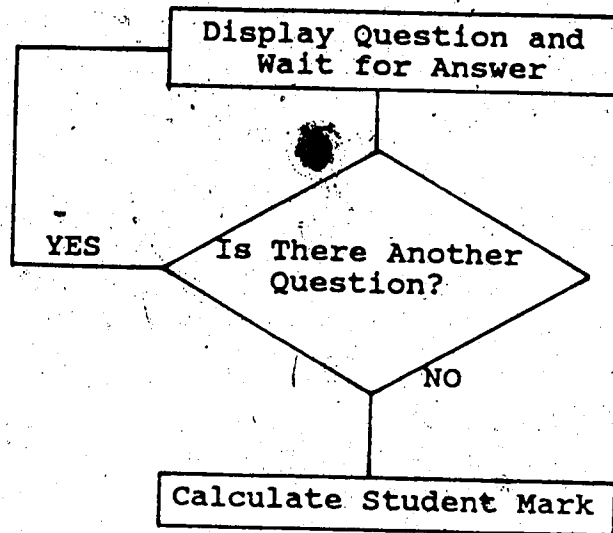 Display Question and
Wait for Answer
YES
Is There Another
Question?
NO
Calculate Student Mark